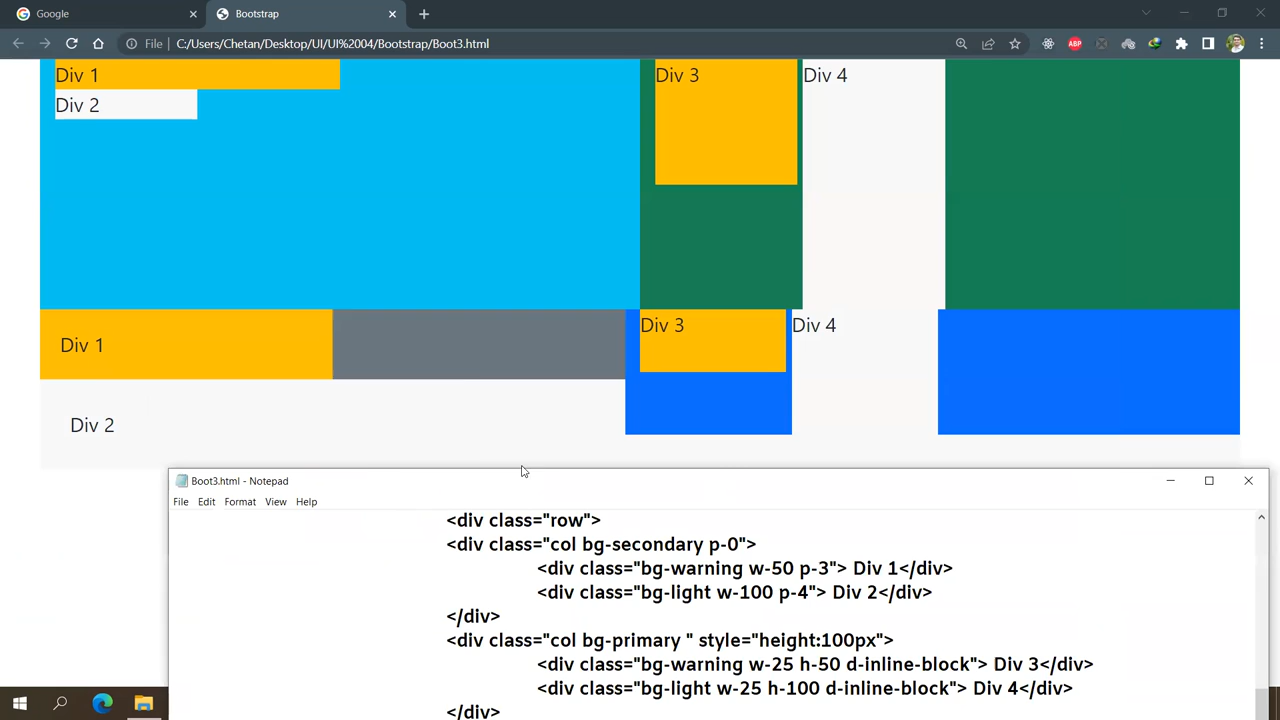 Google
Bootstrap
File
C:/Users/Chetan/Desktop/UI/UI%2004/Bootstrap/Boot3.html
ABP
Div 1
Div 2
Div 3
Div 4
Div 1
Div 2
Div 3
Div 4
Boot3.html - Notepad
File Edit Format View Help
<div class="row">
<div class="col bg-secondary p-0">
<div class="bg-warning w-50 p-3"> Div 1</div>
<div class="bg-light w-100 p-4"> Div 2</div>
</div>
<div class="col bg-primary " style="height:100px">
<div class="bg-warning w-25 h-50 d-inline-block"> Div 3</div>
<div class="bg-light w-25 h-100 d-inline-block"> Div 4</div>
</div>